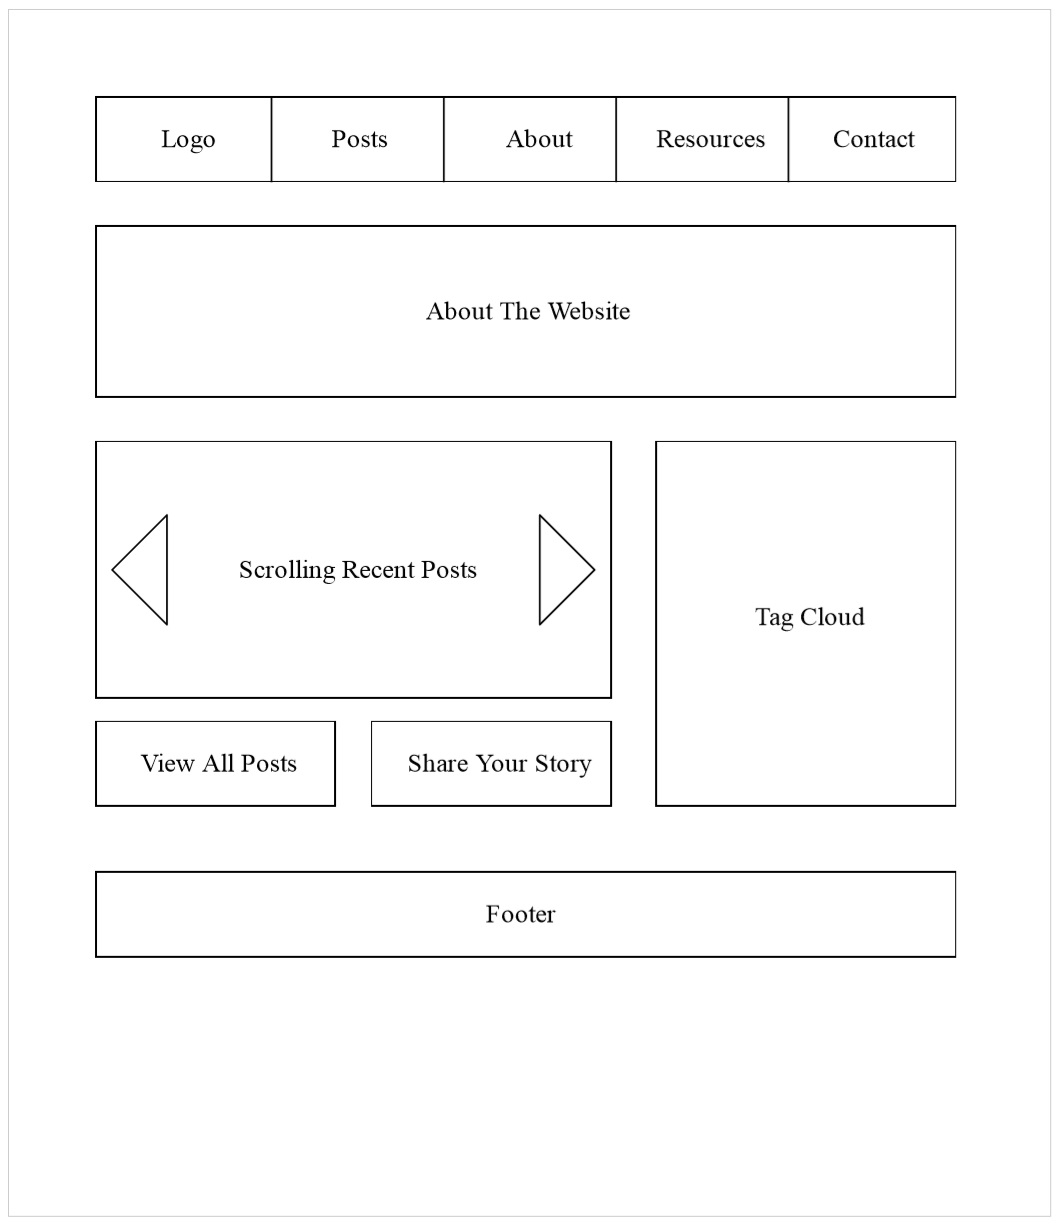 Logo
Posts
About
Resources
Contact
About The Website
Scrolling Recent Posts
Tag Cloud
View All Posts
Share Your Story
Footer